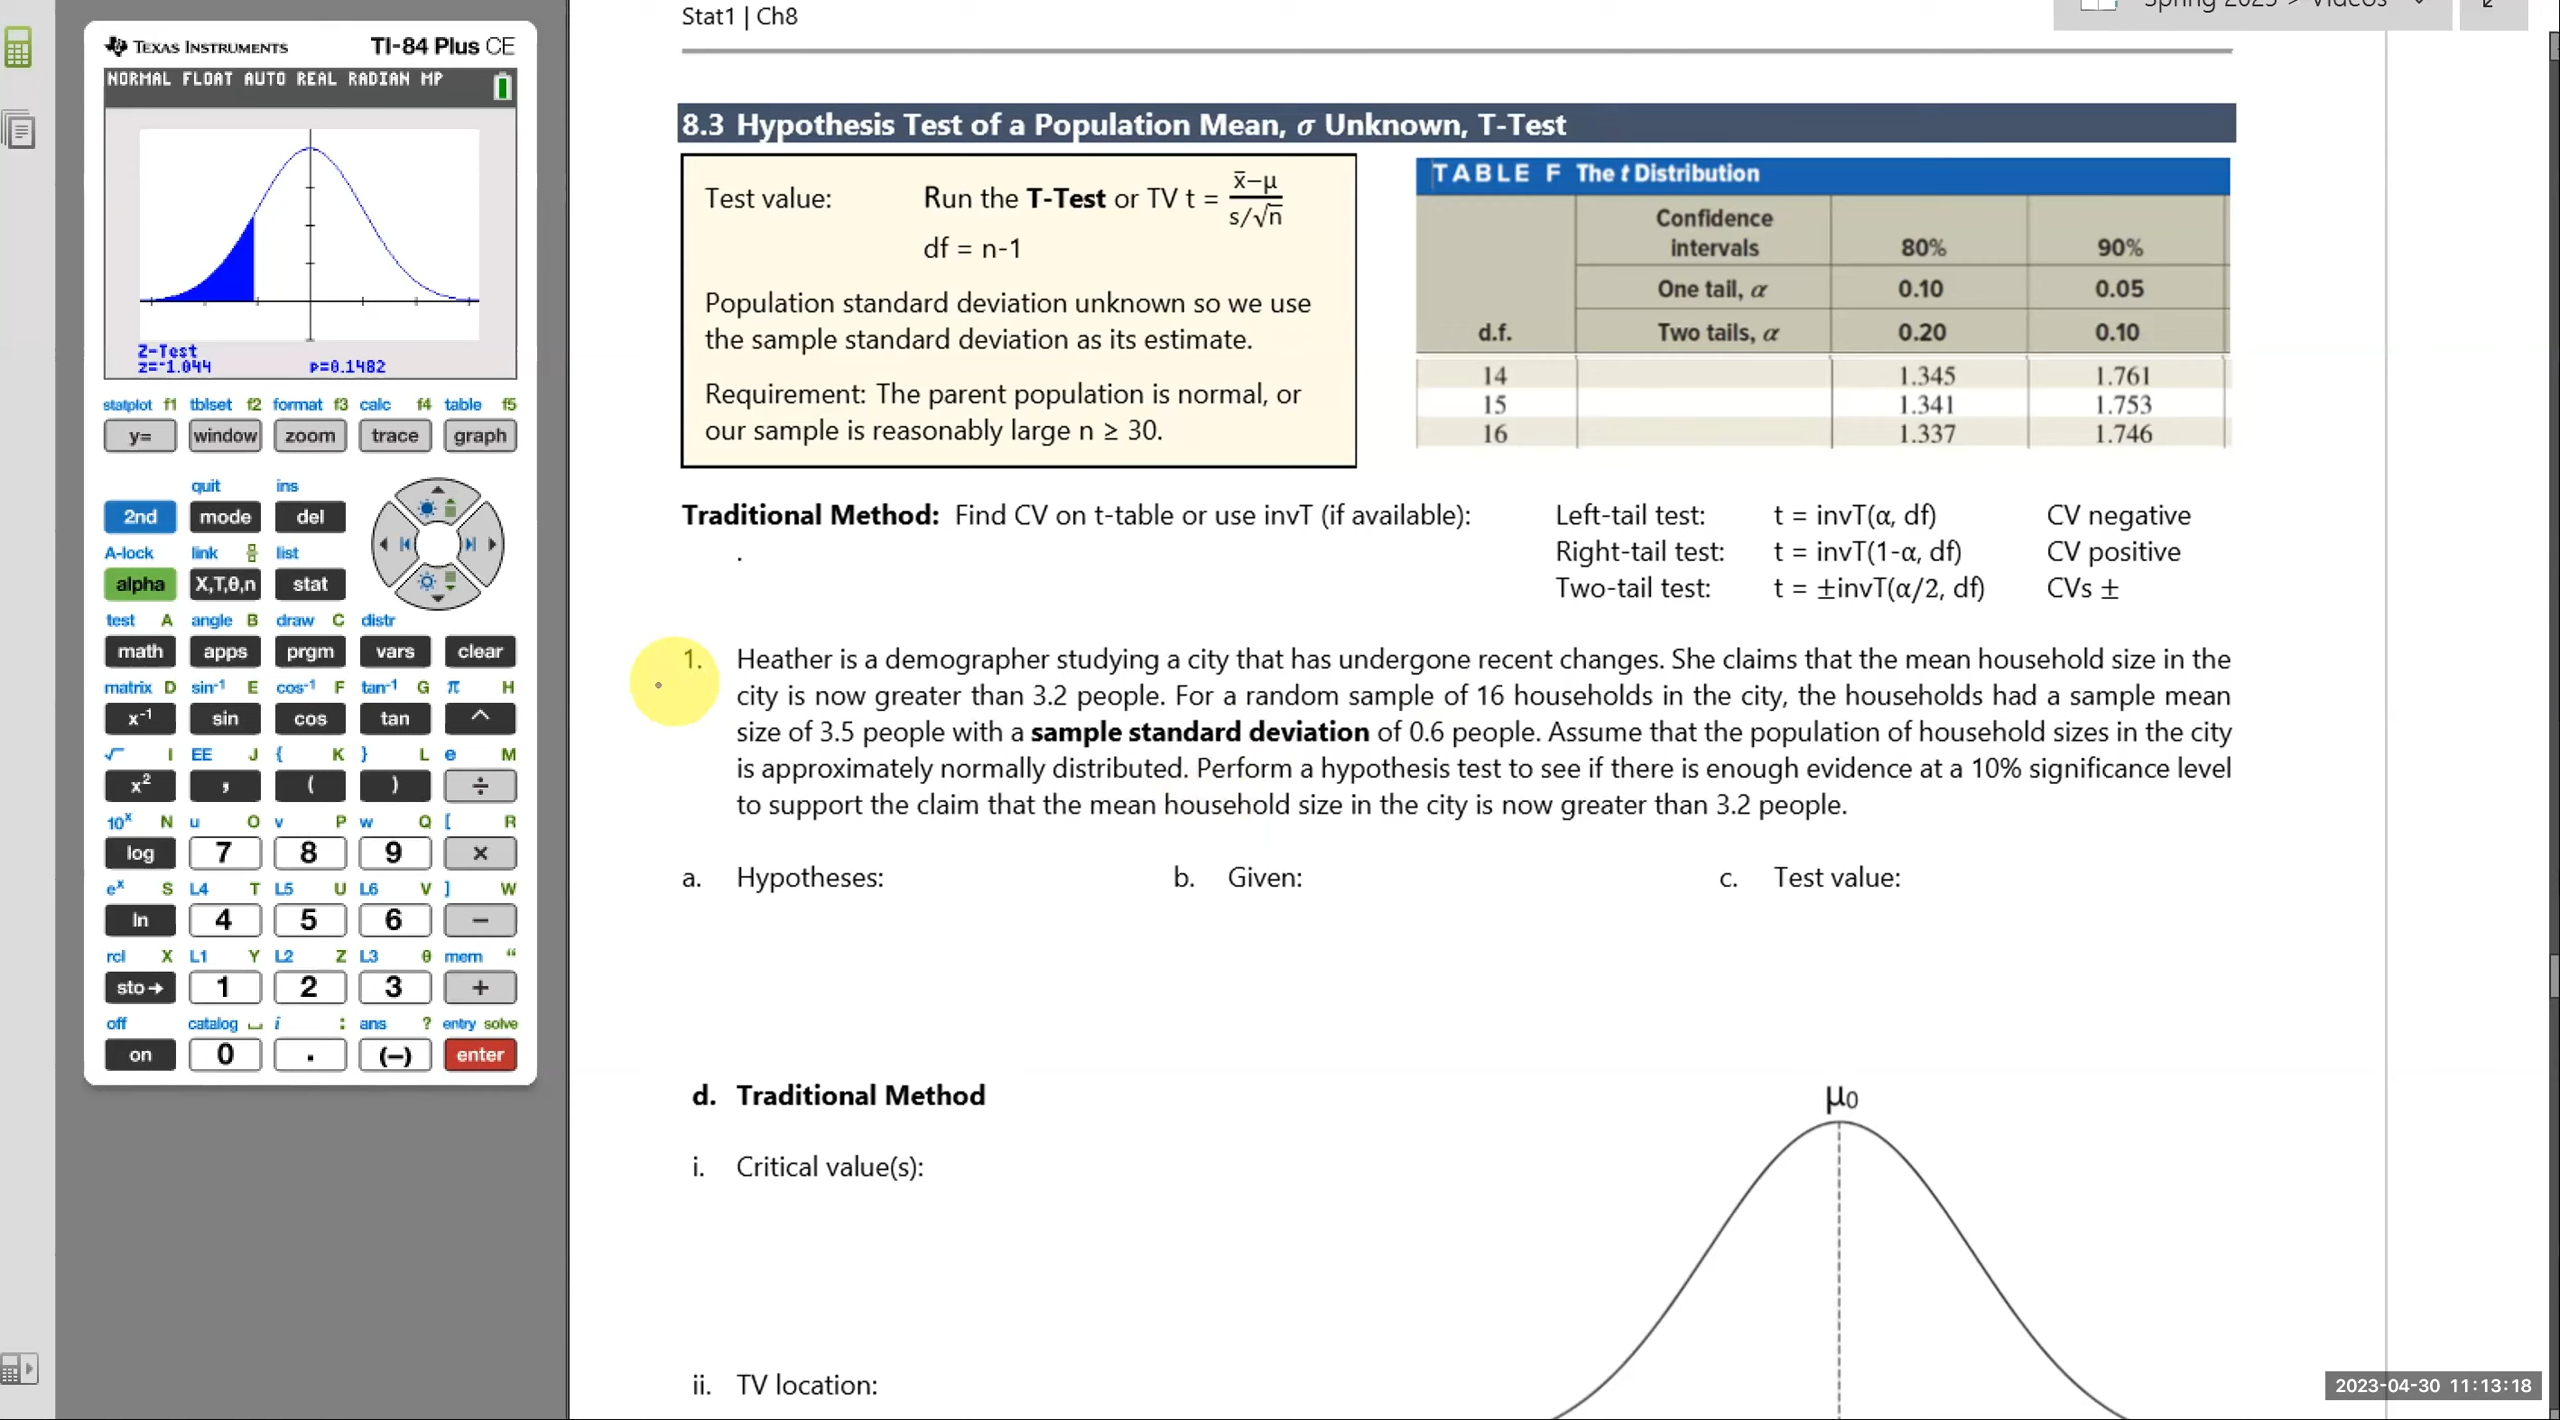 Stat1 | Ch8
TEXAS INSTRUMENTS TI-84 Plus CE
NORMAL FLOAT AUTO REAL RADIAN MP
Z-Test
z=-1.044 p=0.1482
statplot f1 tblset f2 format f3 calc f4 table f5
y= window zoom trace graph
quit ins
2nd mode del
A-lock link list
alpha X,T,θ,n stat
test A angle B draw C distr
math apps prgm vars clear
matrix D sin⁻¹ E cos⁻¹ F tan⁻¹ G π H
x⁻¹ sin cos tan ^
√ I EE J { K } L e M
x² , ( ) ÷
10ˣ N u O v P w Q [ R
log 7 8 9 ×
eˣ S L4 T L5 U L6 V ] W
ln 4 5 6 −
rcl X L1 Y L2 Z L3 θ mem “
sto→ 1 2 3 +
off catalog ⎵ i : ans ? entry solve
on 0 . (−) enter
8.3 Hypothesis Test of a Population Mean, σ Unknown, T-Test
Test value: Run the T-Test or TV t = x̄−μ / s/√n
df = n-1
Population standard deviation unknown so we use
the sample standard deviation as its estimate.
Requirement: The parent population is normal, or
our sample is reasonably large n ≥ 30.
TABLE F The t Distribution
Confidence
intervals 80% 90%
One tail, α 0.10 0.05
d.f. Two tails, α 0.20 0.10
14 1.345 1.761
15 1.341 1.753
16 1.337 1.746
Traditional Method: Find CV on t-table or use invT (if available): Left-tail test: t = invT(α, df) CV negative
. Right-tail test: t = invT(1-α, df) CV positive
Two-tail test: t = ±invT(α/2, df) CVs ±
1. Heather is a demographer studying a city that has undergone recent changes. She claims that the mean household size in the
city is now greater than 3.2 people. For a random sample of 16 households in the city, the households had a sample mean
size of 3.5 people with a sample standard deviation of 0.6 people. Assume that the population of household sizes in the city
is approximately normally distributed. Perform a hypothesis test to see if there is enough evidence at a 10% significance level
to support the claim that the mean household size in the city is now greater than 3.2 people.
a. Hypotheses: b. Given: c. Test value:
d. Traditional Method
μ₀
i. Critical value(s):
ii. TV location:
2023-04-30 11:13:18